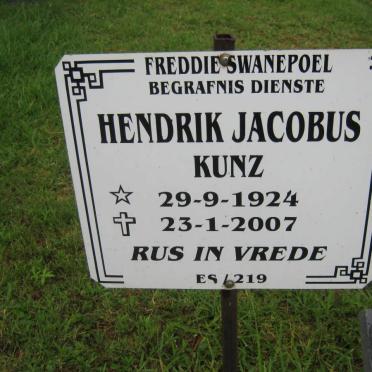 FREDDIE SWANEPOEL
BEGRAFNIS DIENSTE
HENDRIK JACOBUS
KUNZ
29-9-1924
23-1-2007
RUS IN VREDE
ES/219